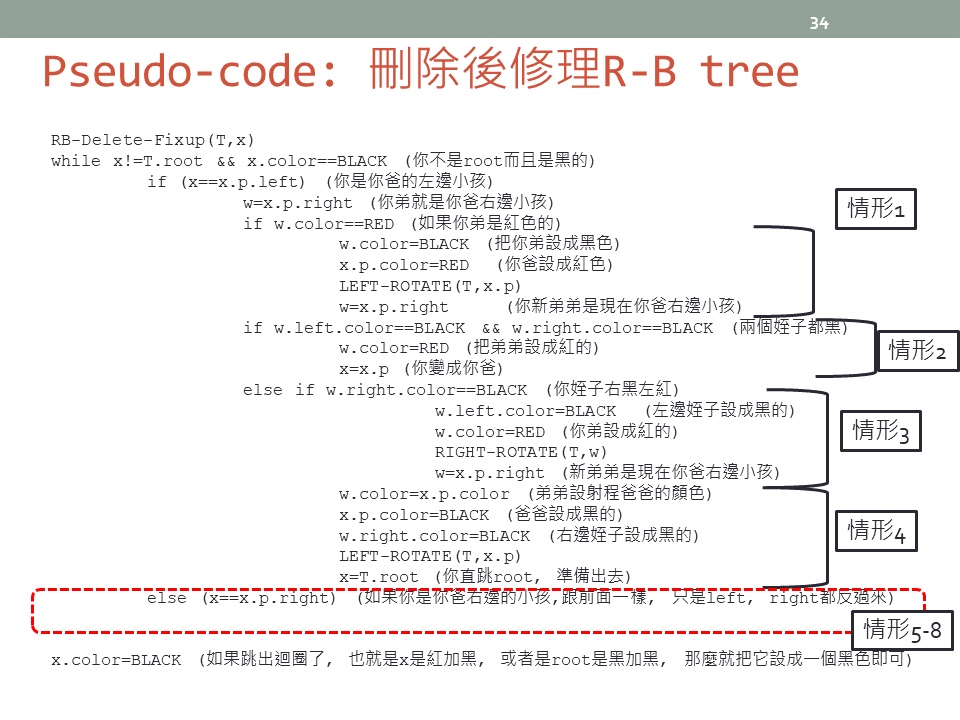 34
Pseudo-code: 刪除後修理R-B tree
RB-Delete-Fixup(T,x)
while x!=T.root && x.color==BLACK (你不是root而且是黑的)
if (x==x.p.left) (你是你爸的左邊小孩)
w=x.p.right (你弟就是你爸右邊小孩)
if w.color==RED (如果你弟是紅色的)
w.color=BLACK (把你弟設成黑色)
x.p.color=RED (你爸設成紅色)
LEFT-ROTATE(T,x.p)
w=x.p.right (你新弟弟是現在你爸右邊小孩)
情形1
if w.left.color==BLACK && w.right.color==BLACK (兩個姪子都黑)
w.color=RED (把弟弟設成紅的)
x=x.p (你變成你爸)
情形2
else if w.right.color==BLACK (你姪子右黑左紅)
w.left.color=BLACK (左邊姪子設成黑的)
w.color=RED (你弟設成紅的)
RIGHT-ROTATE(T,w)
w=x.p.right (新弟弟是現在你爸右邊小孩)
情形3
w.color=x.p.color (弟弟設射程爸爸的顏色)
x.p.color=BLACK (爸爸設成黑的)
w.right.color=BLACK (右邊姪子設成黑的)
LEFT-ROTATE(T,x.p)
x=T.root (你直跳root, 準備出去)
情形4
else (x==x.p.right) (如果你是你爸右邊的小孩,跟前面一樣, 只是left, right都反過來)
情形5-8
x.color=BLACK (如果跳出迴圈了, 也就是x是紅加黑, 或者是root是黑加黑, 那麼就把它設成一個黑色即可)